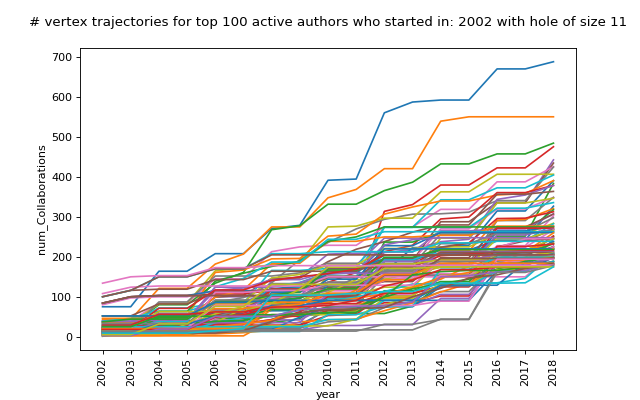 # vertex trajectories for top 100 active authors who started in: 2002 with hole of size 11
700
600
500
400
300
200
100
0
num_Collaborations
2002 2003 2004 2005 2006 2007 2008 2009 2010 2011 2012 2013 2014 2015 2016 2017 2018
year